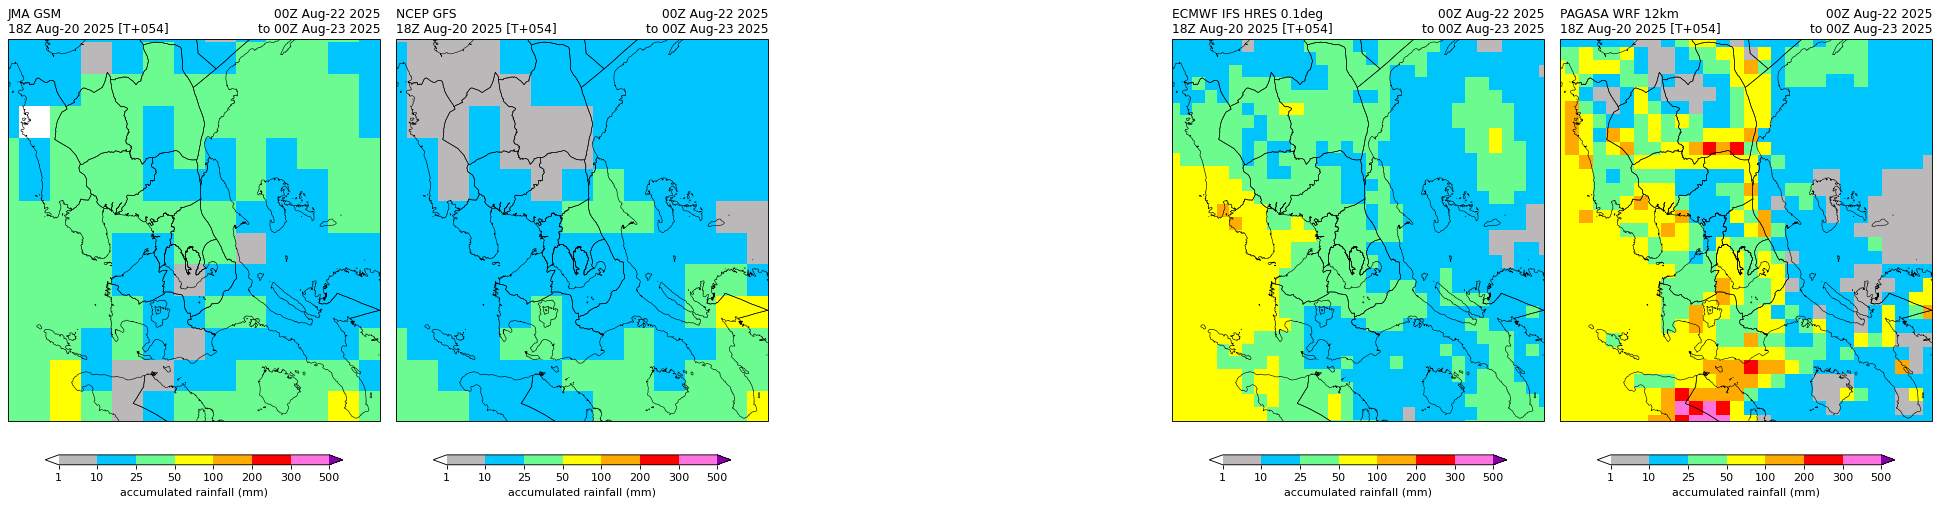 JMA GSM 00Z Aug-22 2025
18Z Aug-20 2025 [T+054] to 00Z Aug-23 2025
NCEP GFS 00Z Aug-22 2025
18Z Aug-20 2025 [T+054] to 00Z Aug-23 2025
ECMWF IFS HRES 0.1deg 00Z Aug-22 2025
18Z Aug-20 2025 [T+054] to 00Z Aug-23 2025
PAGASA WRF 12km 00Z Aug-22 2025
18Z Aug-20 2025 [T+054] to 00Z Aug-23 2025
1 10 25 50 100 200 300 500
accumulated rainfall (mm)
1 10 25 50 100 200 300 500
accumulated rainfall (mm)
1 10 25 50 100 200 300 500
accumulated rainfall (mm)
1 10 25 50 100 200 300 500
accumulated rainfall (mm)